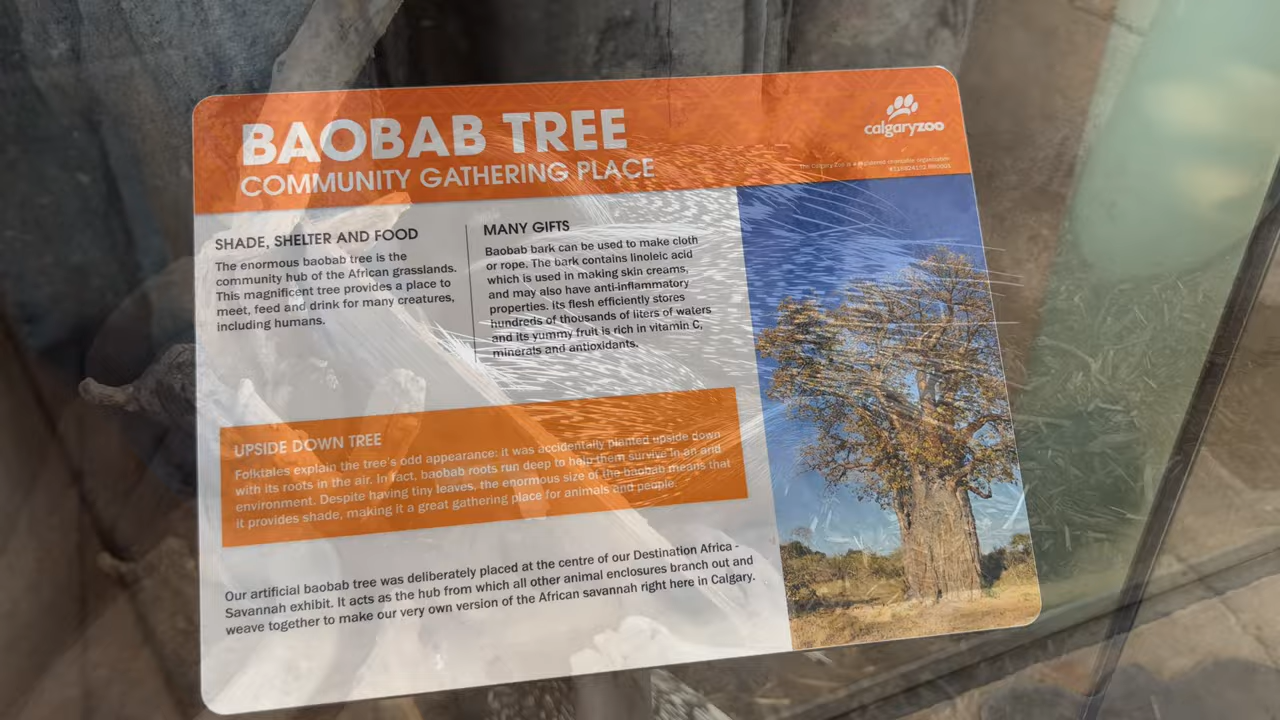 BAOBAB TREE
COMMUNITY GATHERING PLACE
calgaryzoo
The Calgary Zoo is a registered charitable organization
SHADE, SHELTER AND FOOD
The enormous baobab tree is the
community hub of the African grasslands.
This magnificent tree provides a place to
meet, feed and drink for many creatures,
including humans.
MANY GIFTS
Baobab bark can be used to make cloth
or rope. The bark contains linoleic acid
which is used in making skin creams,
and may also have anti-inflammatory
properties. Its flesh efficiently stores
hundreds of thousands of liters of waters
and its yummy fruit is rich in vitamin C,
minerals and antioxidants.
UPSIDE DOWN TREE
Folktales explain the tree's odd appearance: it was accidentally planted upside down
with its roots in the air. In fact, baobab roots run deep to help them survive in an arid
environment. Despite having tiny leaves, the enormous size of the baobab means that
it provides shade, making it a great gathering place for animals and people.
Our artificial baobab tree was deliberately placed at the centre of our Destination Africa -
Savannah exhibit. It acts as the hub from which all other animal enclosures branch out and
weave together to make our very own version of the African savannah right here in Calgary.